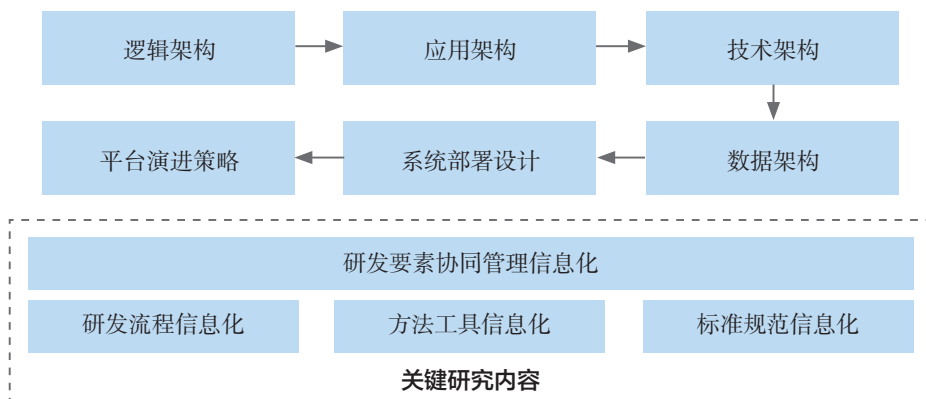 逻辑架构
应用架构
技术架构
平台演进策略
系统部署设计
数据架构
研发要素协同管理信息化
研发流程信息化
方法工具信息化
标准规范信息化
关键研究内容